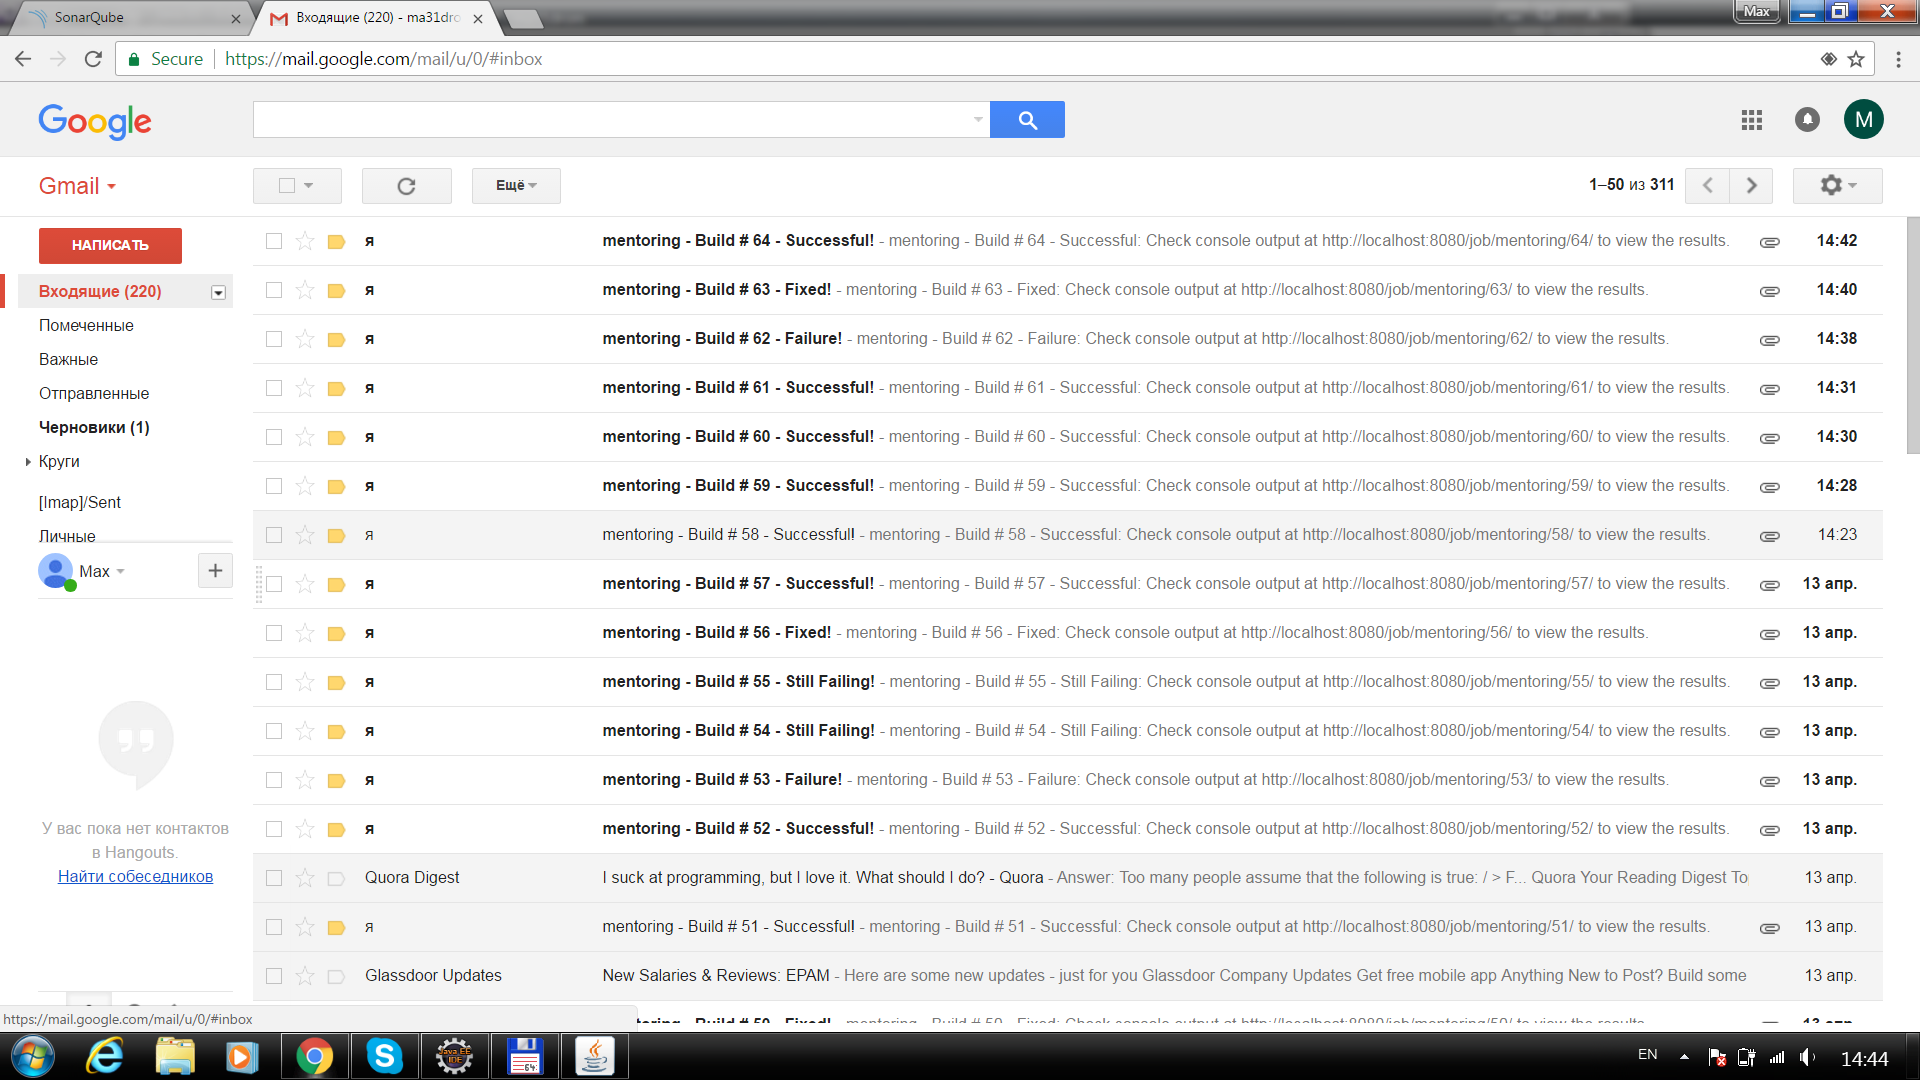 SonarQube
Входящие (220) - ma31dro
Max
Secure
https://mail.google.com/mail/u/0/#inbox
Google
M
Gmail
Ещё
1–50 из 311
НАПИСАТЬ
Входящие (220)
Помеченные
Важные
Отправленные
Черновики (1)
Круги
[Imap]/Sent
Личные
Max
У вас пока нет контактов
в Hangouts.
Найти собеседников
я mentoring - Build # 64 - Successful! - mentoring - Build # 64 - Successful: Check console output at http://localhost:8080/job/mentoring/64/ to view the results. 14:42
я mentoring - Build # 63 - Fixed! - mentoring - Build # 63 - Fixed: Check console output at http://localhost:8080/job/mentoring/63/ to view the results. 14:40
я mentoring - Build # 62 - Failure! - mentoring - Build # 62 - Failure: Check console output at http://localhost:8080/job/mentoring/62/ to view the results. 14:38
я mentoring - Build # 61 - Successful! - mentoring - Build # 61 - Successful: Check console output at http://localhost:8080/job/mentoring/61/ to view the results. 14:31
я mentoring - Build # 60 - Successful! - mentoring - Build # 60 - Successful: Check console output at http://localhost:8080/job/mentoring/60/ to view the results. 14:30
я mentoring - Build # 59 - Successful! - mentoring - Build # 59 - Successful: Check console output at http://localhost:8080/job/mentoring/59/ to view the results. 14:28
я mentoring - Build # 58 - Successful! - mentoring - Build # 58 - Successful: Check console output at http://localhost:8080/job/mentoring/58/ to view the results. 14:23
я mentoring - Build # 57 - Successful! - mentoring - Build # 57 - Successful: Check console output at http://localhost:8080/job/mentoring/57/ to view the results. 13 апр.
я mentoring - Build # 56 - Fixed! - mentoring - Build # 56 - Fixed: Check console output at http://localhost:8080/job/mentoring/56/ to view the results. 13 апр.
я mentoring - Build # 55 - Still Failing! - mentoring - Build # 55 - Still Failing: Check console output at http://localhost:8080/job/mentoring/55/ to view the results. 13 апр.
я mentoring - Build # 54 - Still Failing! - mentoring - Build # 54 - Still Failing: Check console output at http://localhost:8080/job/mentoring/54/ to view the results. 13 апр.
я mentoring - Build # 53 - Failure! - mentoring - Build # 53 - Failure: Check console output at http://localhost:8080/job/mentoring/53/ to view the results. 13 апр.
я mentoring - Build # 52 - Successful! - mentoring - Build # 52 - Successful: Check console output at http://localhost:8080/job/mentoring/52/ to view the results. 13 апр.
Quora Digest I suck at programming, but I love it. What should I do? - Quora - Answer: Too many people assume that the following is true: / > F... Quora Your Reading Digest To 13 апр.
я mentoring - Build # 51 - Successful! - mentoring - Build # 51 - Successful: Check console output at http://localhost:8080/job/mentoring/51/ to view the results. 13 апр.
Glassdoor Updates New Salaries & Reviews: EPAM - Here are some new updates - just for you Glassdoor Company Updates Get free mobile app Anything New to Post? Build some 13 апр.
https://mail.google.com/mail/u/0/#inbox
Java EE
IDE
64
EN
14:44